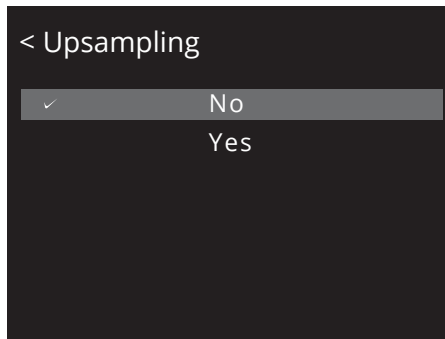 < Upsampling
✓ No
Yes